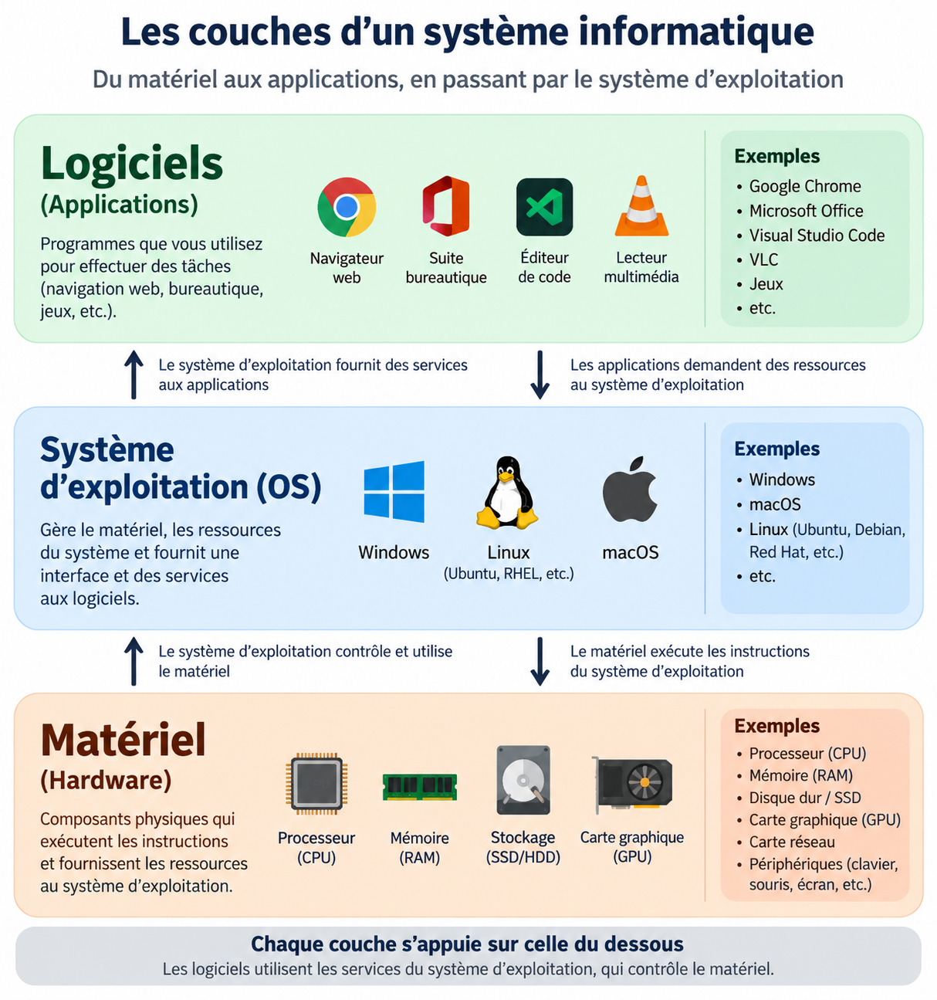 Les couches d’un système informatique
Du matériel aux applications, en passant par le système d’exploitation
Logiciels
(Applications)
Programmes que vous utilisez
pour effectuer des tâches
(navigation web, bureautique,
jeux, etc.).
Navigateur
web
Suite
bureautique
Éditeur
de code
Lecteur
multimédia
Exemples
• Google Chrome
• Microsoft Office
• Visual Studio Code
• VLC
• Jeux
• etc.
Le système d’exploitation fournit des services
aux applications
Les applications demandent des ressources
au système d’exploitation
Système
d’exploitation (OS)
Gère le matériel, les ressources
du système et fournit une
interface et des services
aux logiciels.
Windows
Linux
(Ubuntu, RHEL, etc.)
macOS
Exemples
• Windows
• macOS
• Linux (Ubuntu, Debian,
Red Hat, etc.)
• etc.
Le système d’exploitation contrôle et utilise
le matériel
Le matériel exécute les instructions
du système d’exploitation
Matériel
(Hardware)
Composants physiques qui
exécutent les instructions
et fournissent les ressources
au système d’exploitation.
Processeur
(CPU)
Mémoire
(RAM)
Stockage
(SSD/HDD)
Carte graphique
(GPU)
Exemples
• Processeur (CPU)
• Mémoire (RAM)
• Disque dur / SSD
• Carte graphique (GPU)
• Carte réseau
• Périphériques (clavier,
souris, écran, etc.)
Chaque couche s’appuie sur celle du dessous
Les logiciels utilisent les services du système d’exploitation, qui contrôle le matériel.